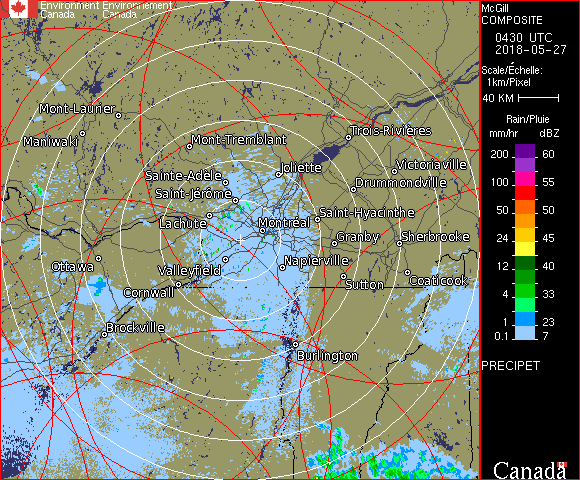 Environment Environnement
Canada Canada
McGill
COMPOSITE
0430 UTC
2018-05-27
Scale/Échelle:
1km/Pixel
40 KM
Rain/Pluie
mm/hr dBZ
200 60
100 55
50 50
24 45
12 40
4 33
1 23
0.1 7
PRECIPET
Canada
Mont-Laurier
Maniwaki
Mont-Tremblant
Trois-Rivières
Joliette
Victoriaville
Sainte-Adèle
Drummondville
Saint-Jérôme
Saint-Hyacinthe
Lachute
Montréal
Granby
Sherbrooke
Ottawa
Valleyfield
Napierville
Coaticook
Sutton
Cornwall
Brockville
Burlington